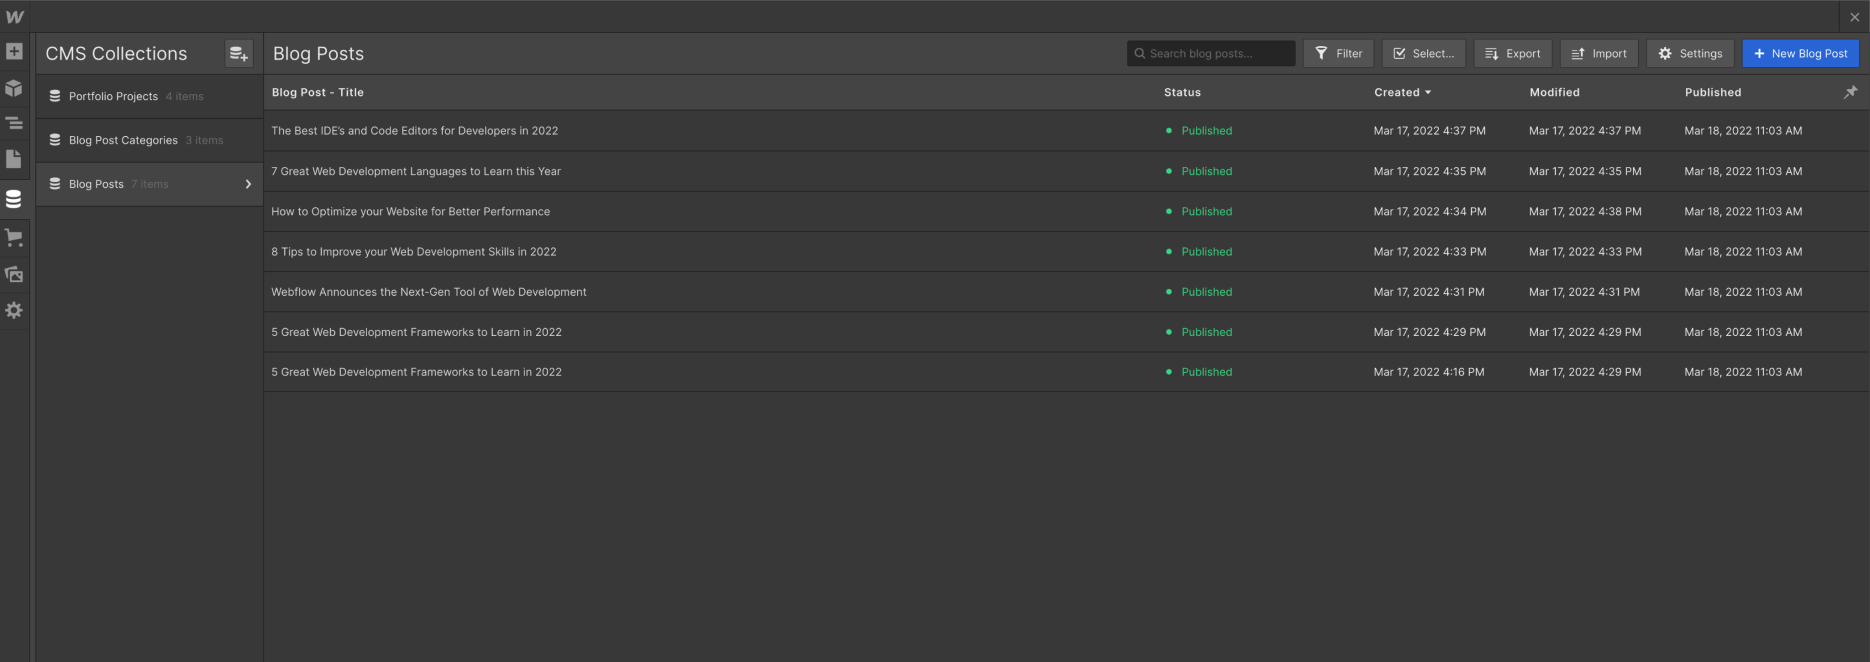 W
CMS Collections
Blog Posts
Search blog posts...
Filter
Select...
Export
Import
Settings
+ New Blog Post
Portfolio Projects 4 items
Blog Post Categories 3 items
Blog Posts 7 items
Blog Post - Title Status Created Modified Published
The Best IDE's and Code Editors for Developers in 2022 Published Mar 17, 2022 4:37 PM Mar 17, 2022 4:37 PM Mar 18, 2022 11:03 AM
7 Great Web Development Languages to Learn this Year Published Mar 17, 2022 4:35 PM Mar 17, 2022 4:35 PM Mar 18, 2022 11:03 AM
How to Optimize your Website for Better Performance Published Mar 17, 2022 4:34 PM Mar 17, 2022 4:38 PM Mar 18, 2022 11:03 AM
8 Tips to Improve your Web Development Skills in 2022 Published Mar 17, 2022 4:33 PM Mar 17, 2022 4:33 PM Mar 18, 2022 11:03 AM
Webflow Announces the Next-Gen Tool of Web Development Published Mar 17, 2022 4:31 PM Mar 17, 2022 4:31 PM Mar 18, 2022 11:03 AM
5 Great Web Development Frameworks to Learn in 2022 Published Mar 17, 2022 4:29 PM Mar 17, 2022 4:29 PM Mar 18, 2022 11:03 AM
5 Great Web Development Frameworks to Learn in 2022 Published Mar 17, 2022 4:16 PM Mar 17, 2022 4:29 PM Mar 18, 2022 11:03 AM